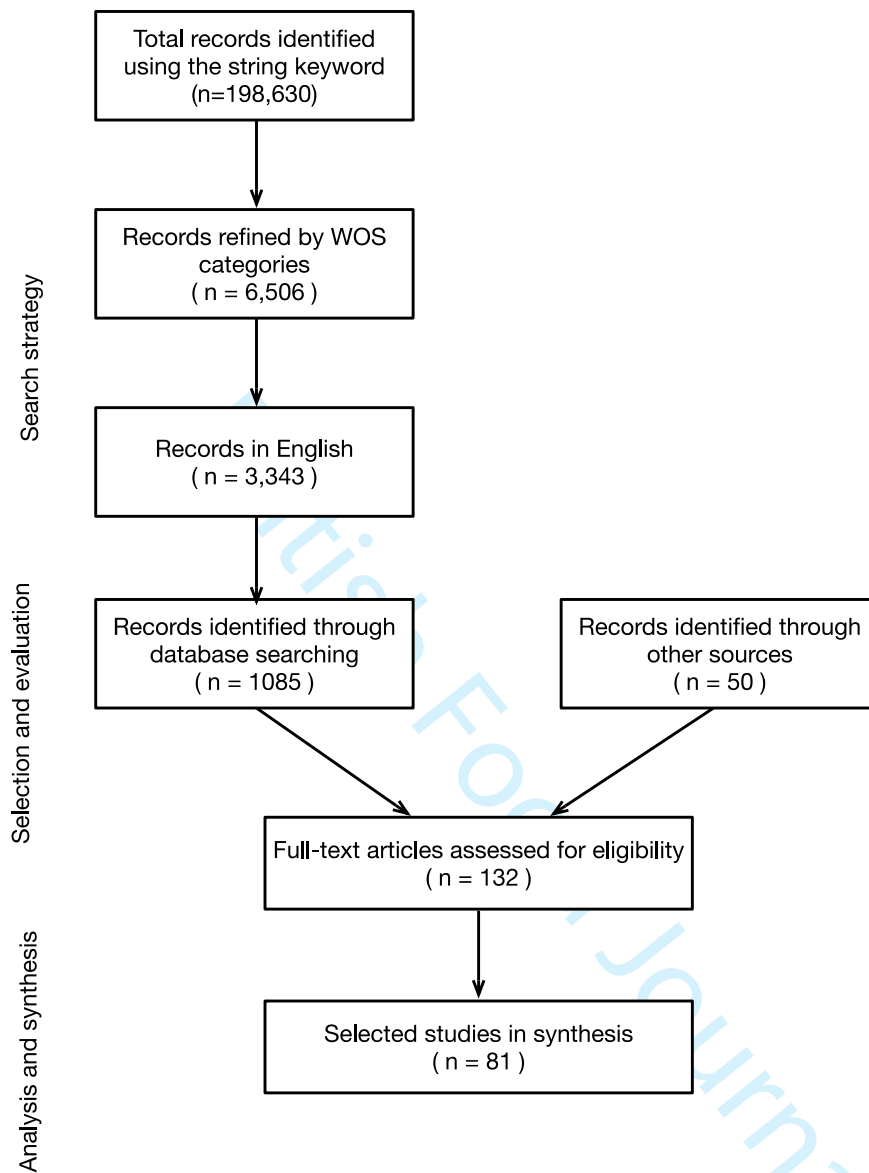 Total records identified
using the string keyword
(n=198,630)
Records refined by WOS
categories
( n = 6,506 )
Search strategy
Records in English
( n = 3,343 )
Records identified through
database searching
( n = 1085 )
Records identified through
other sources
( n = 50 )
Selection and evaluation
Full-text articles assessed for eligibility
( n = 132 )
Selected studies in synthesis
( n = 81 )
Analysis and synthesis